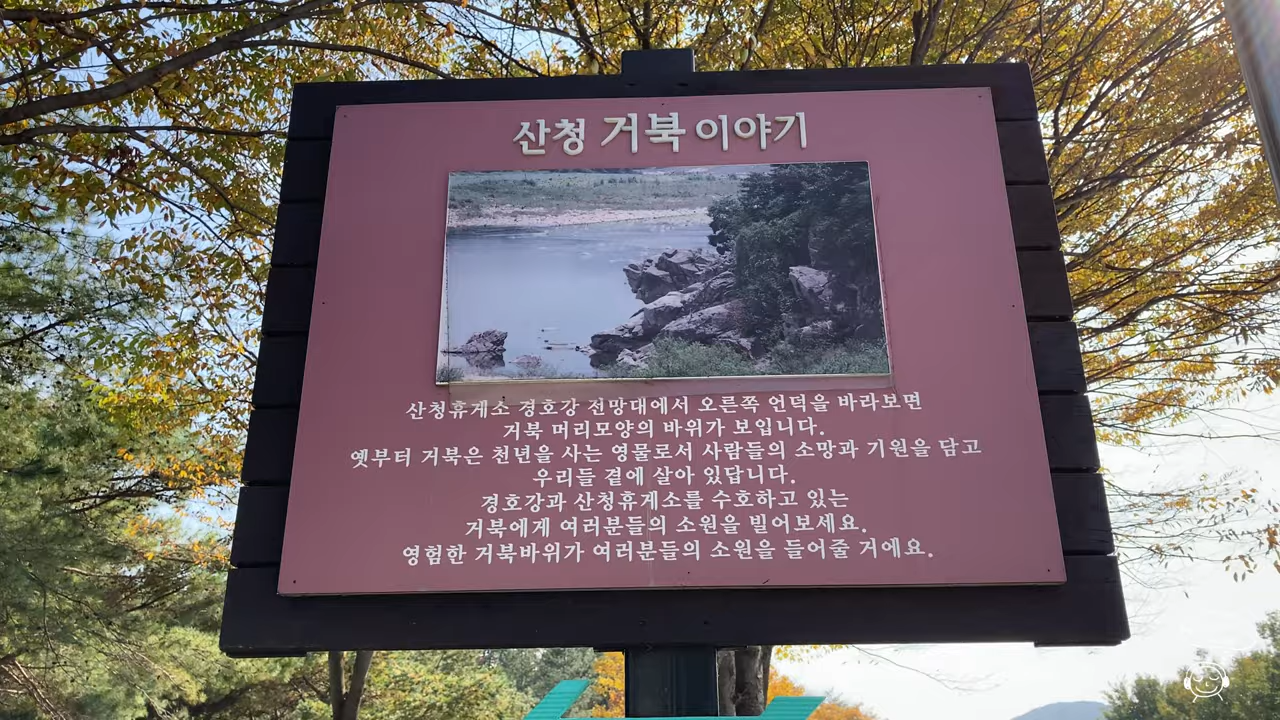 산청 거북 이야기
산청휴게소 경호강 전망대에서 오른쪽 언덕을 바라보면
거북 머리모양의 바위가 보입니다.
옛부터 거북은 천년을 사는 영물로서 사람들의 소망과 기원을 담고
우리들 곁에 살아 있답니다.
경호강과 산청휴게소를 수호하고 있는
거북에게 여러분들의 소원을 빌어보세요.
영험한 거북바위가 여러분들의 소원을 들어줄 거에요.